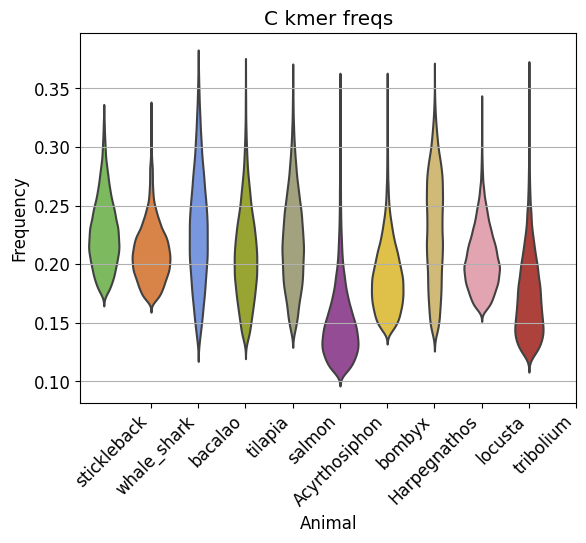 C kmer freqs
Frequency
0.35
0.30
0.25
0.20
0.15
0.10
stickleback
whale_shark
bacalao
tilapia
salmon
Acyrthosiphon
bombyx
Harpegnathos
locusta
tribolium
Animal